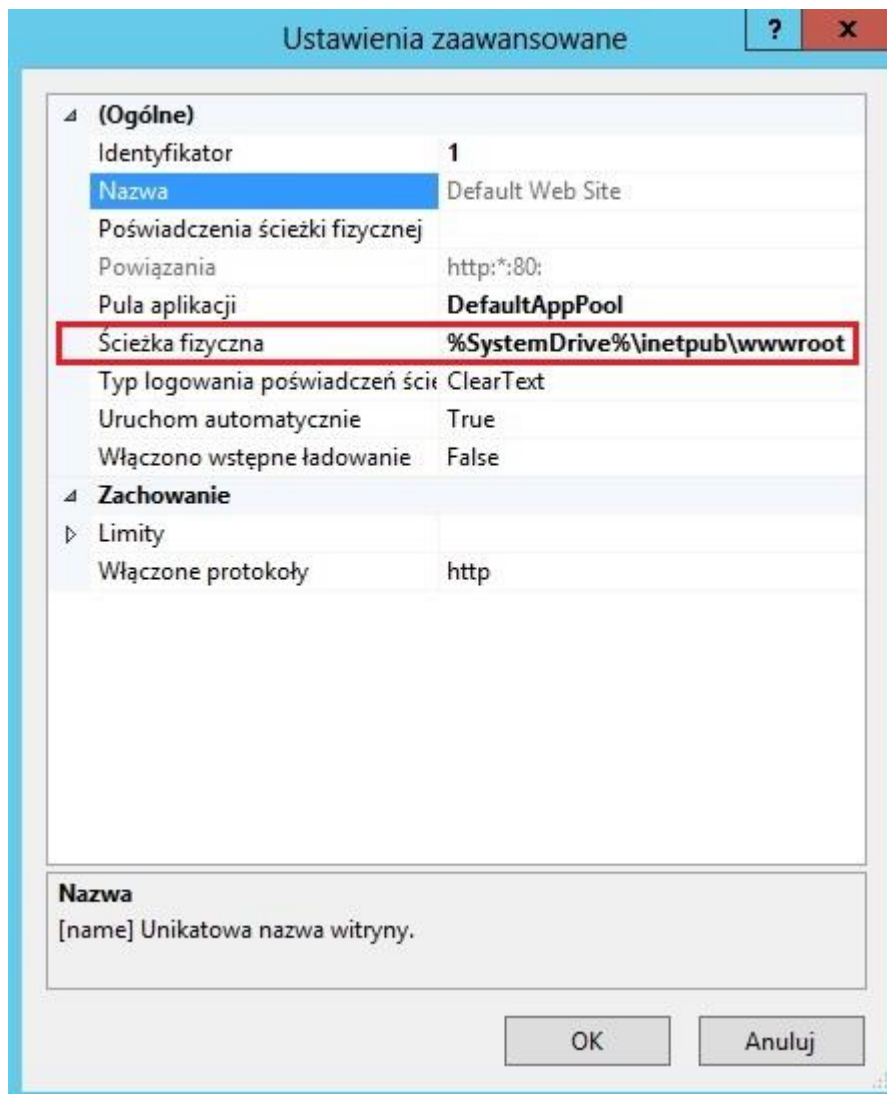 Ustawienia zaawansowane
? x
(Ogólne)
Identyfikator 1
Nazwa Default Web Site
Poświadczenia ścieżki fizycznej
Powiązania http:*:80:
Pula aplikacji DefaultAppPool
Ścieżka fizyczna %SystemDrive%\inetpub\wwwroot
Typ logowania poświadczeń ście ClearText
Uruchom automatycznie True
Włączono wstępne ładowanie False
Zachowanie
Limity
Włączone protokoły http
Nazwa
[name] Unikatowa nazwa witryny.
OK Anuluj